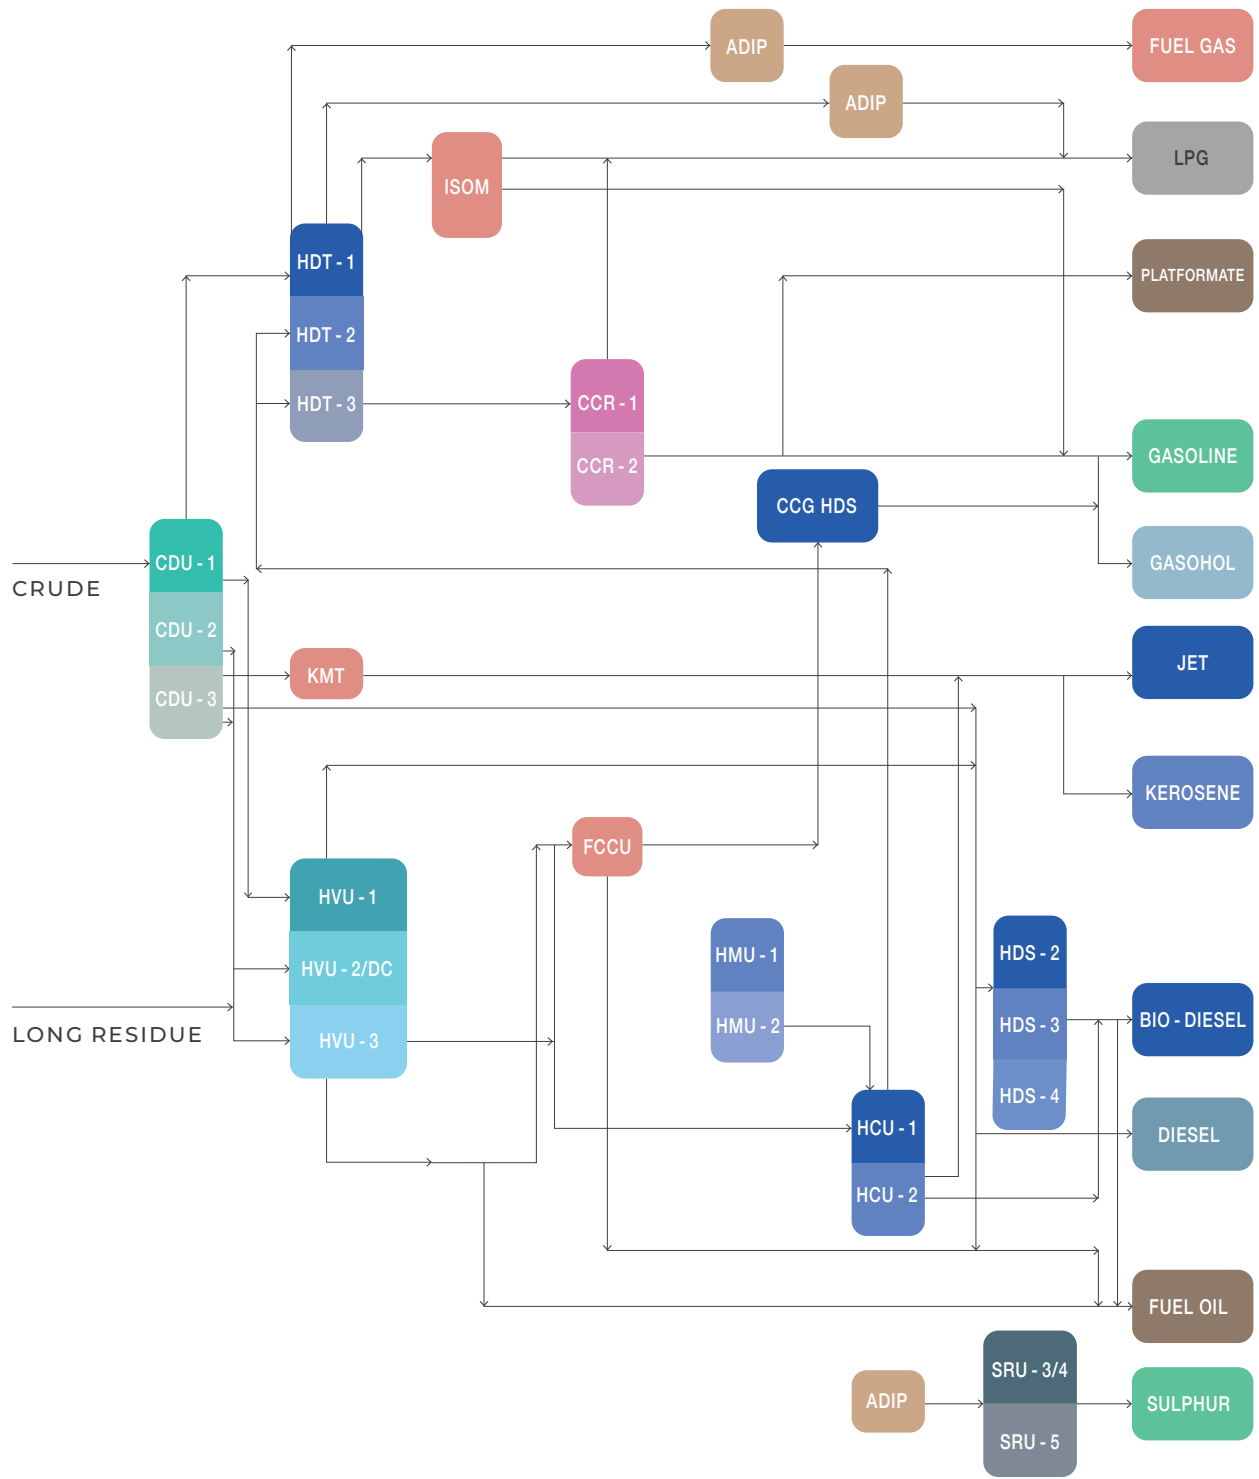 ADIP
FUEL GAS
ADIP
LPG
ISOM
HDT - 1
PLATFORMATE
HDT - 2
HDT - 3
CCR - 1
CCR - 2
GASOLINE
CCG HDS
CDU - 1
GASOHOL
CRUDE
CDU - 2
JET
KMT
CDU - 3
KEROSENE
FCCU
HVU - 1
HMU - 1
HDS - 2
HVU - 2/DC
BIO - DIESEL
HMU - 2
HDS - 3
LONG RESIDUE
HVU - 3
HDS - 4
HCU - 1
DIESEL
HCU - 2
FUEL OIL
SRU - 3/4
ADIP
SULPHUR
SRU - 5